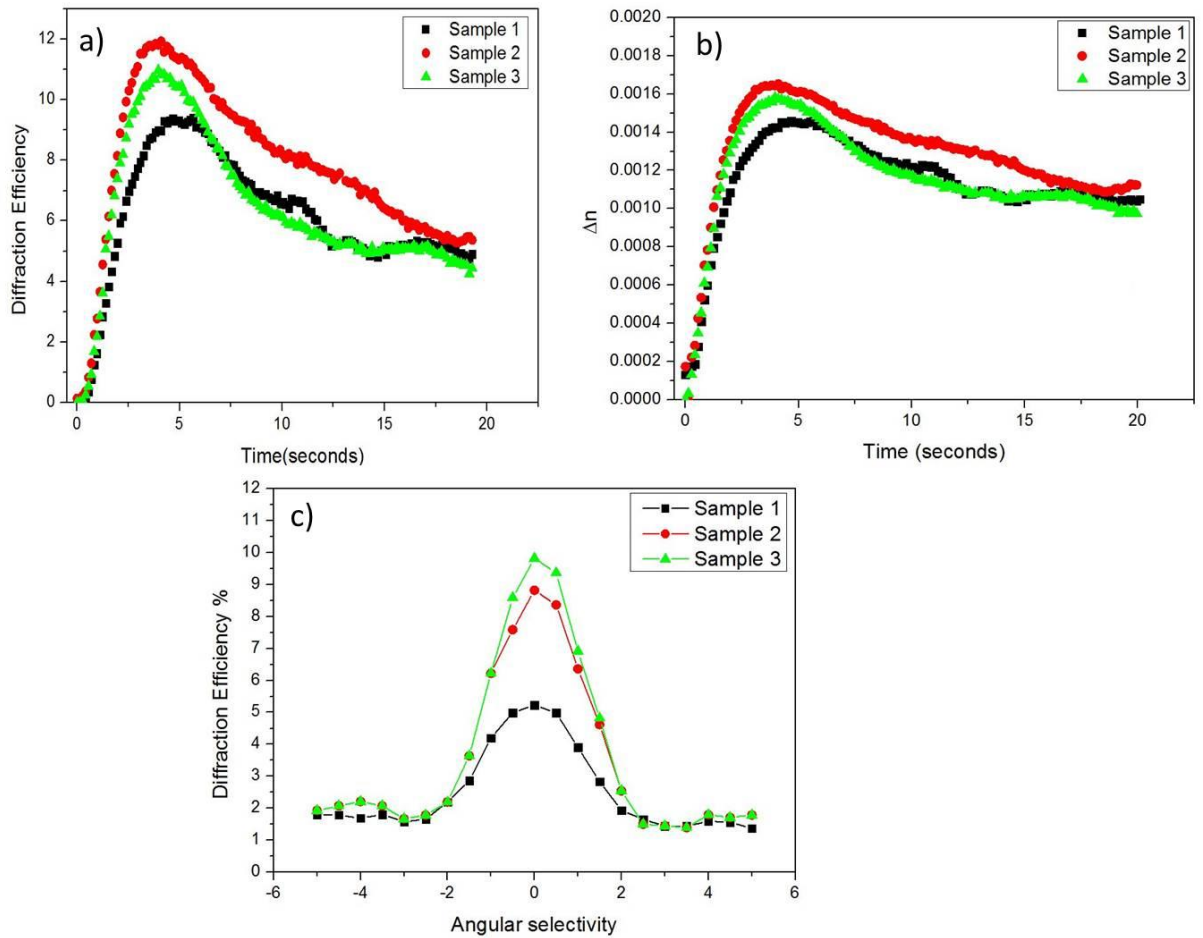 a)
Sample 1
Sample 2
Sample 3
12
10
8
6
4
2
0
Diffraction Efficiency
0 5 10 15 20
Time(seconds)
b)
Sample 1
Sample 2
Sample 3
0.0020
0.0018
0.0016
0.0014
0.0012
0.0010
0.0008
0.0006
0.0004
0.0002
0.0000
Δn
0 5 10 15 20
Time (seconds)
c)
Sample 1
Sample 2
Sample 3
12
11
10
9
8
7
6
5
4
3
2
1
0
Diffraction Efficiency %
-6 -4 -2 0 2 4 6
Angular selectivity